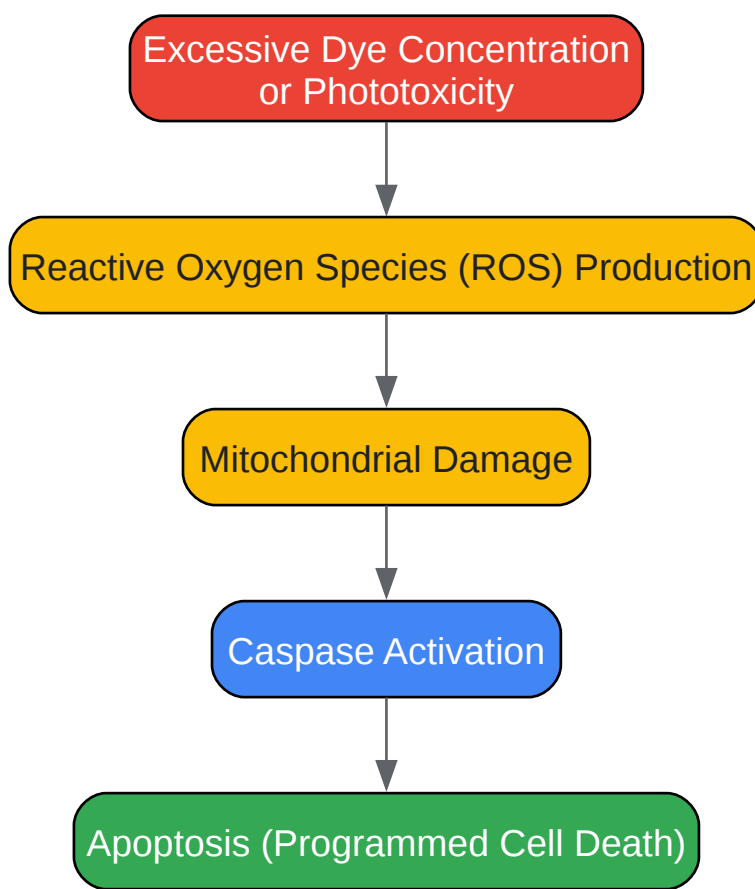 Excessive Dye Concentration
or Phototoxicity
Reactive Oxygen Species (ROS) Production
Mitochondrial Damage
Caspase Activation
Apoptosis (Programmed Cell Death)